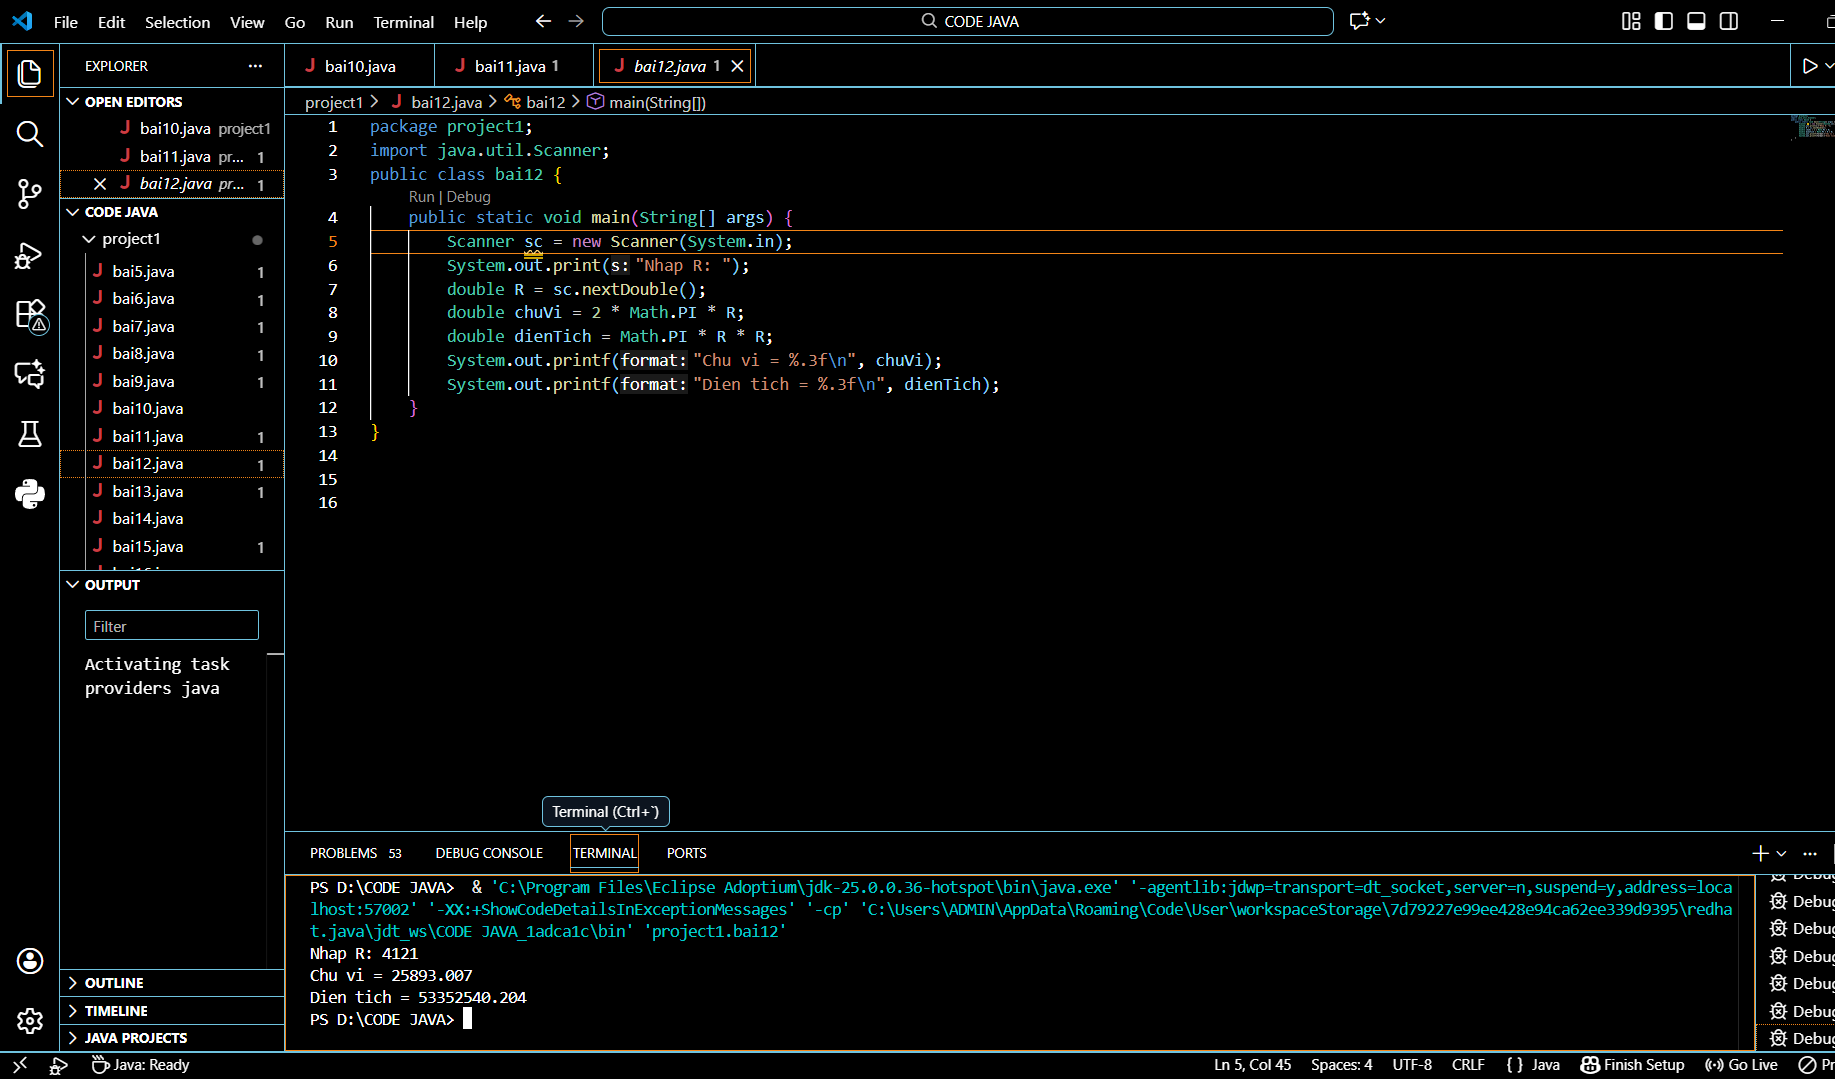 File Edit Selection View Go Run Terminal Help
CODE JAVA
EXPLORER
OPEN EDITORS
bai10.java project1
bai11.java pr... 1
bai12.java pr... 1
CODE JAVA
project1
bai5.java 1
bai6.java 1
bai7.java 1
bai8.java 1
bai9.java 1
bai10.java
bai11.java 1
bai12.java 1
bai13.java 1
bai14.java
bai15.java 1
OUTPUT
Filter
Activating task
providers java
OUTLINE
TIMELINE
JAVA PROJECTS
bai10.java bai11.java 1 bai12.java 1
project1 > bai12.java > bai12 > main(String[])
1 package project1;
2 import java.util.Scanner;
3 public class bai12 {
Run | Debug
4 public static void main(String[] args) {
5 Scanner sc = new Scanner(System.in);
6 System.out.print(s: "Nhap R: ");
7 double R = sc.nextDouble();
8 double chuVi = 2 * Math.PI * R;
9 double dienTich = Math.PI * R * R;
10 System.out.printf(format: "Chu vi = %.3f\n", chuVi);
11 System.out.printf(format: "Dien tich = %.3f\n", dienTich);
12 }
13 }
14
15
16
Terminal (Ctrl+`)
PROBLEMS 53 DEBUG CONSOLE TERMINAL PORTS
PS D:\CODE JAVA> & 'C:\Program Files\Eclipse Adoptium\jdk-25.0.0.36-hotspot\bin\java.exe' '-agentlib:jdwp=transport=dt_socket,server=n,suspend=y,address=loca
lhost:57002' '-XX:+ShowCodeDetailsInExceptionMessages' '-cp' 'C:\Users\ADMIN\AppData\Roaming\Code\User\workspaceStorage\7d79227e99ee428e94ca62ee339d9395\redha
t.java\jdt_ws\CODE JAVA_1adca1c\bin' 'project1.bai12'
Nhap R: 4121
Chu vi = 25893.007
Dien tich = 53352540.204
PS D:\CODE JAVA>
Debug
Debug
Debug
Debug
Debug
Debug
Java: Ready
Ln 5, Col 45 Spaces: 4 UTF-8 CRLF { } Java Finish Setup Go Live